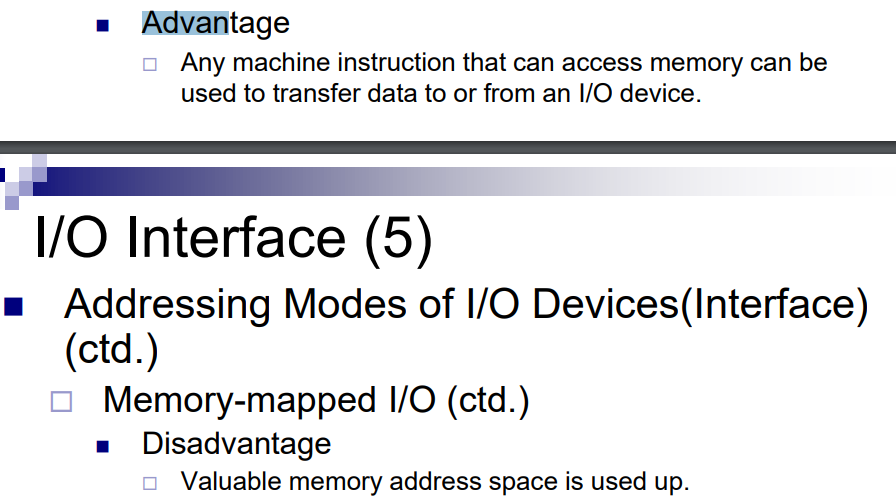 Advantage
Any machine instruction that can access memory can be
used to transfer data to or from an I/O device.
I/O Interface (5)
Addressing Modes of I/O Devices(Interface)
(ctd.)
Memory-mapped I/O (ctd.)
Disadvantage
Valuable memory address space is used up.